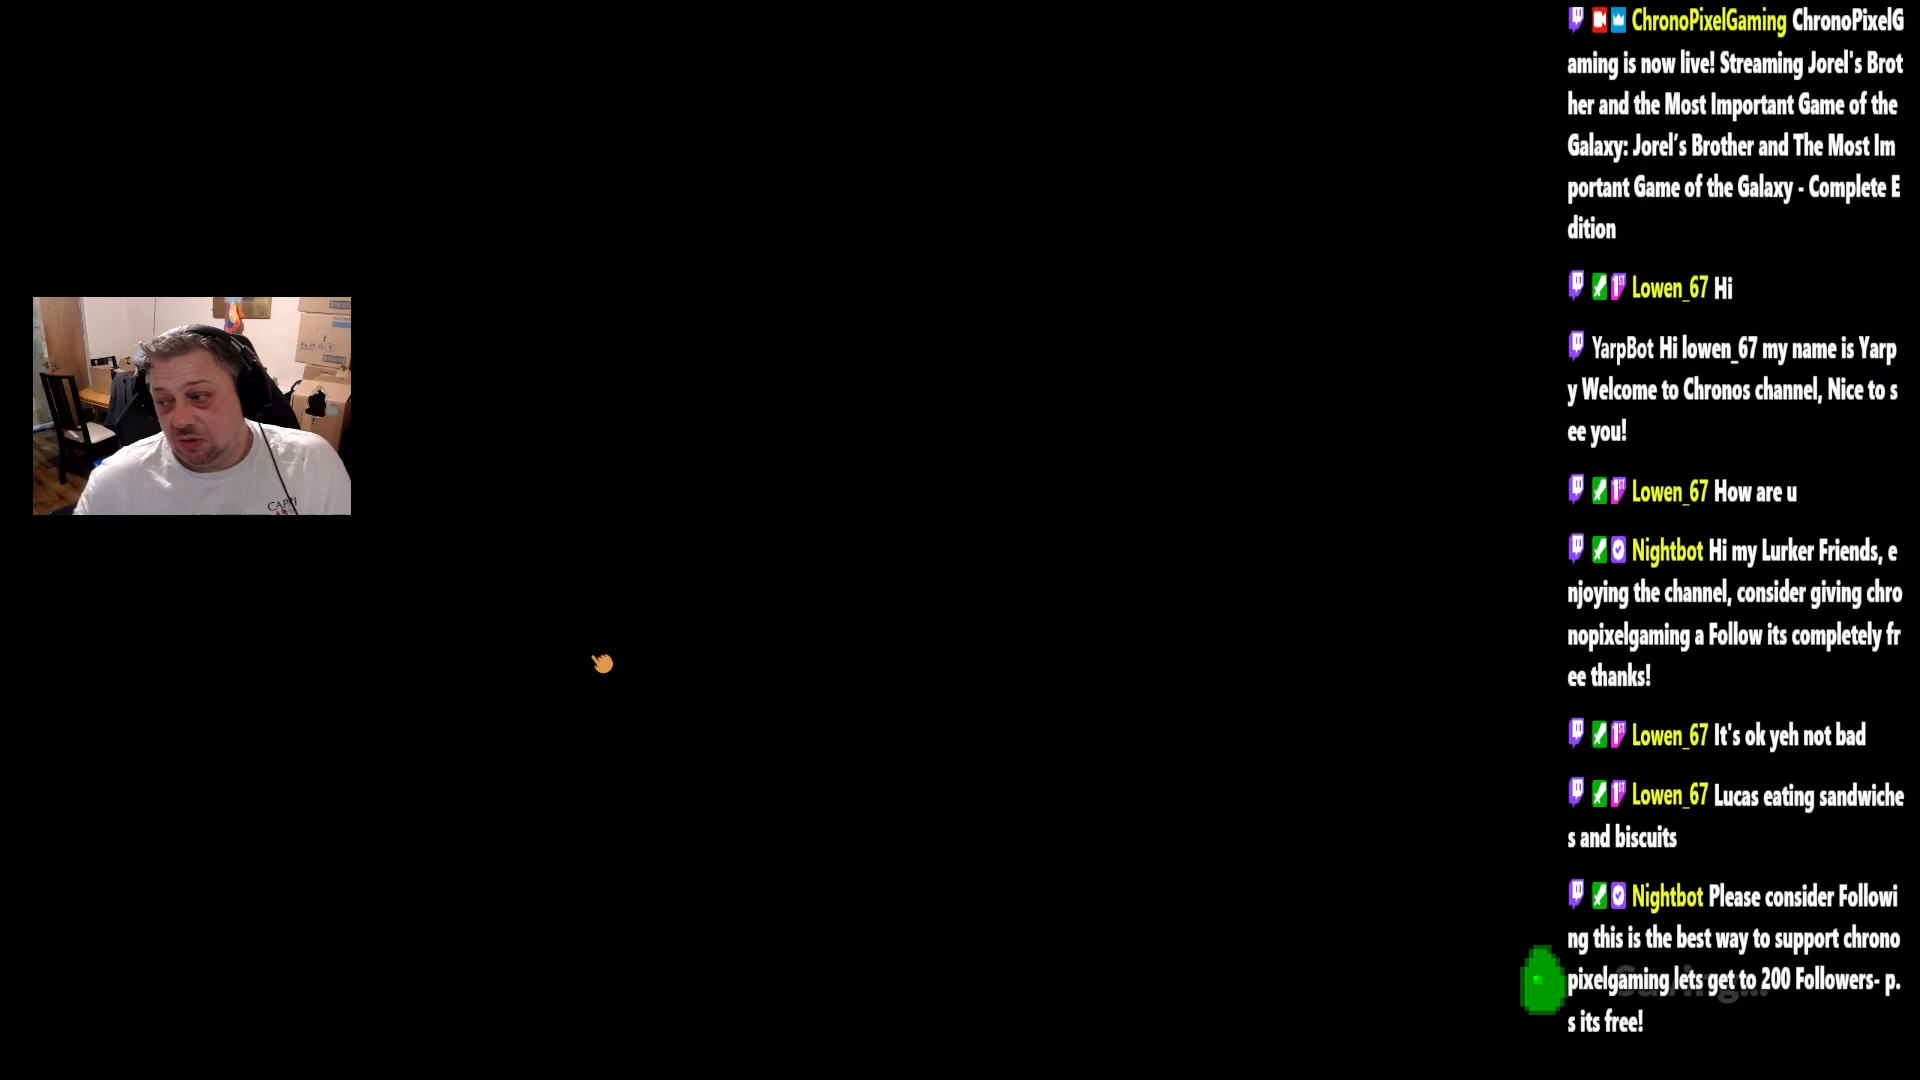 ChronoPixelGaming ChronoPixelG
aming is now live! Streaming Jorel's Brot
her and the Most Important Game of the
Galaxy: Jorel’s Brother and The Most Im
portant Game of the Galaxy - Complete E
dition
Lowen_67 Hi
YarpBot Hi lowen_67 my name is Yarp
y Welcome to Chronos channel, Nice to s
ee you!
Lowen_67 How are u
Nightbot Hi my Lurker Friends, e
njoying the channel, consider giving chro
nopixelgaming a Follow its completely fr
ee thanks!
Lowen_67 It's ok yeh not bad
Lowen_67 Lucas eating sandwiche
s and biscuits
Nightbot Please consider Followi
ng this is the best way to support chrono
pixelgaming lets get to 200 Followers- p.
s its free!
Saving...
CAPRI